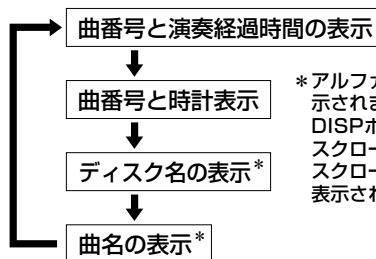 曲番号と演奏経過時間の表示
曲番号と時計表示
ディスク名の表示*
曲名の表示*
*アルファ
示されま
DISPボ
スクロー
スクロー
表示され